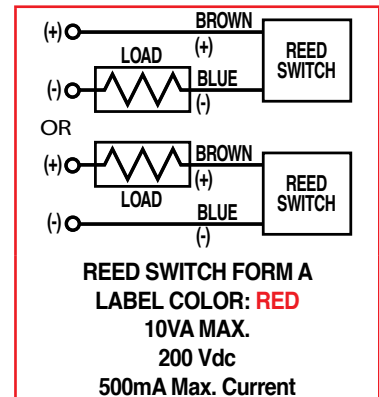 (+) BROWN
(+)
LOAD
REED
SWITCH
(-) BLUE
(-)
OR
(+) BROWN
(+)
LOAD
REED
SWITCH
(-) BLUE
(-)
REED SWITCH FORM A
LABEL COLOR: RED
10VA MAX.
200 Vdc
500mA Max. Current